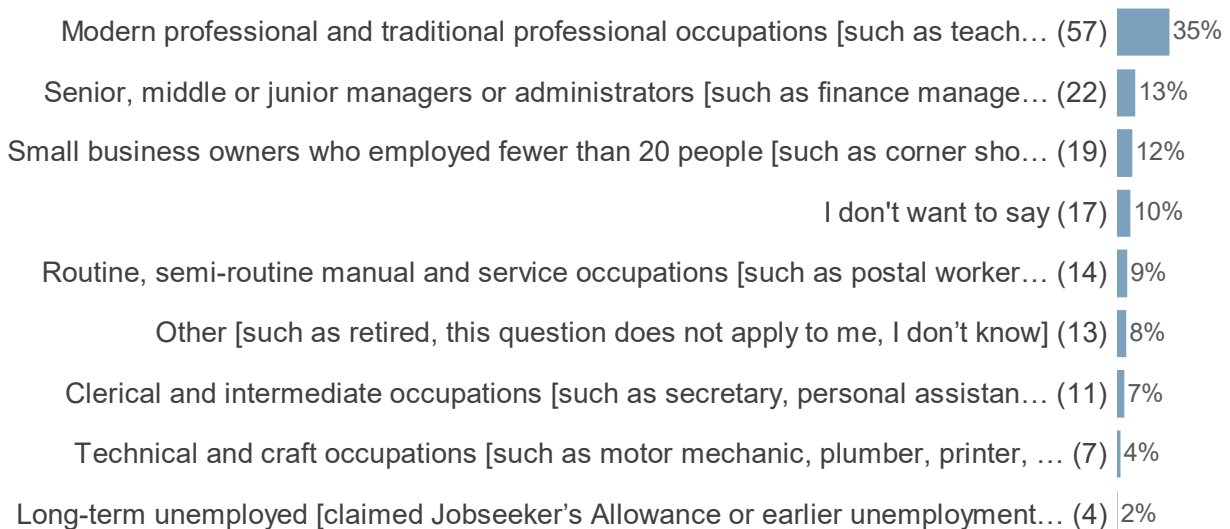 Modern professional and traditional professional occupations [such as teach… (57) 35%
Senior, middle or junior managers or administrators [such as finance manage… (22) 13%
Small business owners who employed fewer than 20 people [such as corner sho… (19) 12%
I don't want to say (17) 10%
Routine, semi-routine manual and service occupations [such as postal worker… (14) 9%
Other [such as retired, this question does not apply to me, I don’t know] (13) 8%
Clerical and intermediate occupations [such as secretary, personal assistan… (11) 7%
Technical and craft occupations [such as motor mechanic, plumber, printer, … (7) 4%
Long-term unemployed [claimed Jobseeker’s Allowance or earlier unemployment… (4) 2%